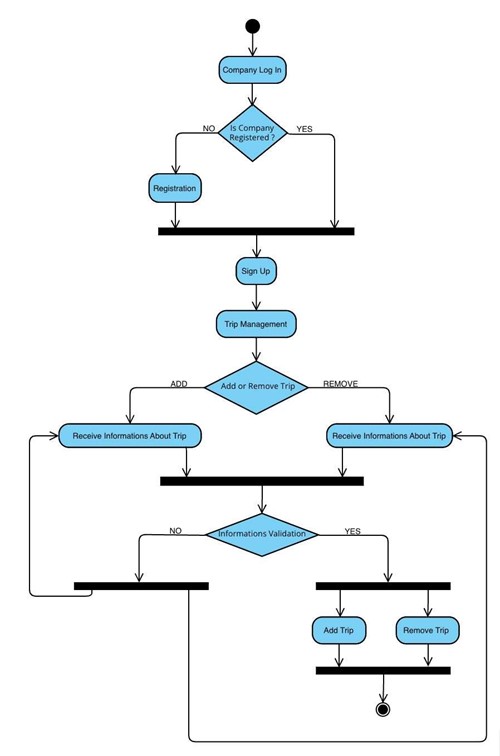 Company Log In
Is Company
Registered ?
NO
YES
Registration
Sign Up
Trip Management
Add or Remove Trip
ADD
REMOVE
Receive Informations About Trip
Receive Informations About Trip
Informations Validation
NO
YES
Add Trip
Remove Trip